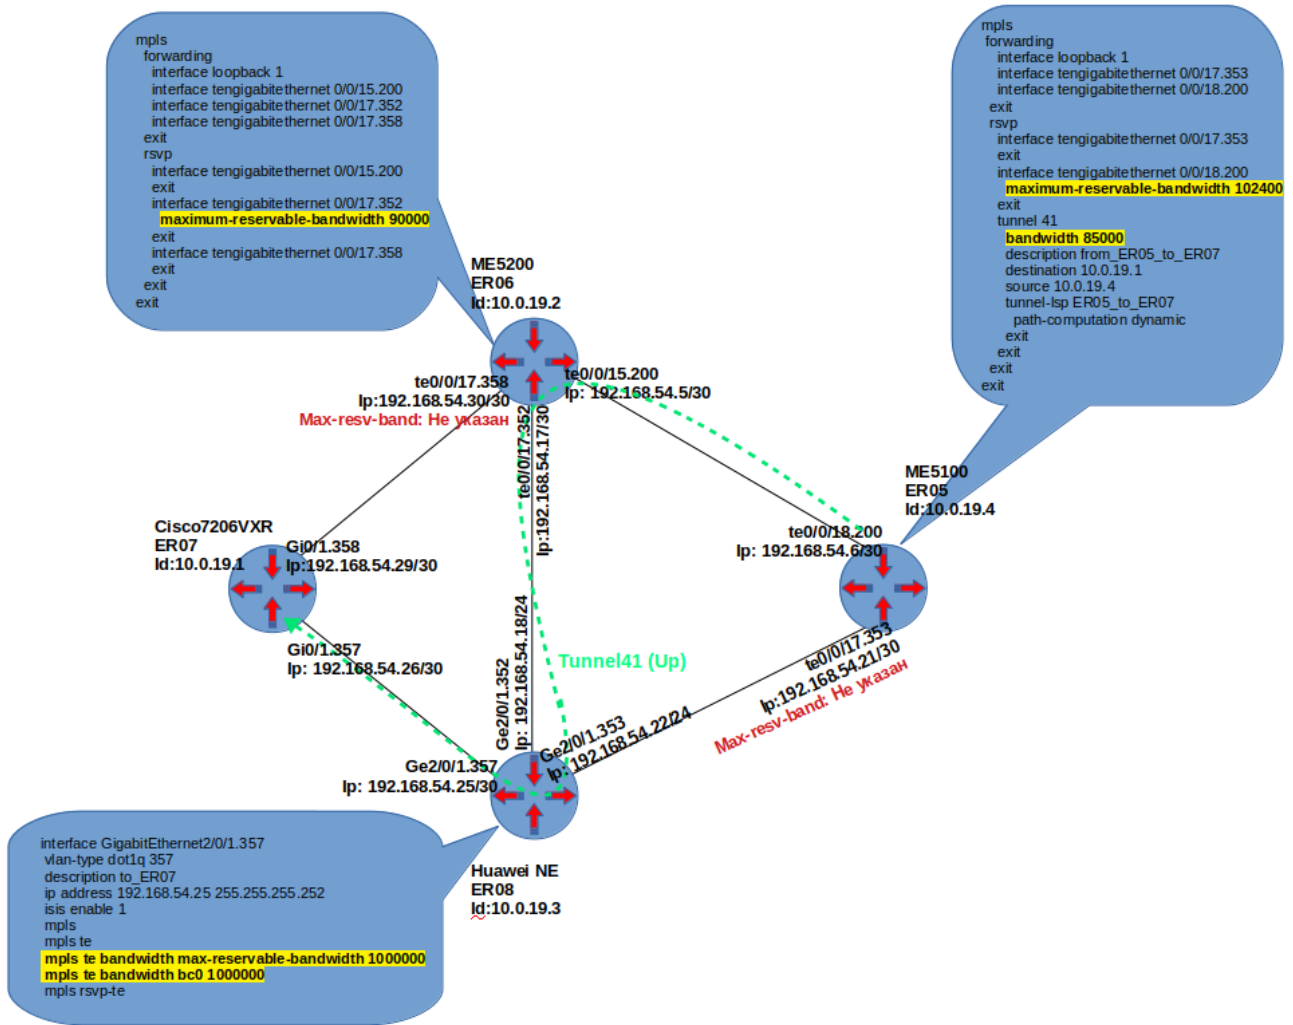 mpls
forwarding
interface loopback 1
interface tengigabitethernet 0/0/15.200
interface tengigabitethernet 0/0/17.352
interface tengigabitethernet 0/0/17.358
exit
rsvp
interface tengigabitethernet 0/0/15.200
exit
interface tengigabitethernet 0/0/17.352
maximum-reservable-bandwidth 90000
exit
interface tengigabitethernet 0/0/17.358
exit
exit
exit
mpls
forwarding
interface loopback 1
interface tengigabitethernet 0/0/17.353
interface tengigabitethernet 0/0/18.200
exit
rsvp
interface tengigabitethernet 0/0/17.353
exit
interface tengigabitethernet 0/0/18.200
maximum-reservable-bandwidth 102400
exit
tunnel 41
bandwidth 85000
description from_ER05_to_ER07
destination 10.0.19.1
source 10.0.19.4
tunnel-lsp ER05_to_ER07
path-computation dynamic
exit
exit
exit
exit
ME5200
ER06
Id:10.0.19.2
te0/0/17.358
Ip:192.168.54.30/30
Max-resv-band: Не указан
te0/0/15.200
Ip: 192.168.54.5/30
te0/0/17.352
Ip:192.168.54.17/30
ME5100
ER05
Id:10.0.19.4
te0/0/18.200
Ip: 192.168.54.6/30
Cisco7206VXR
ER07
Id:10.0.19.1
Gi0/1.358
Ip:192.168.54.29/30
Gi0/1.357
Ip: 192.168.54.26/30
Ge2/0/1.352
Ip: 192.168.54.18/24
Tunnel41 (Up)
te0/0/17.353
Ip:192.168.54.21/30
Max-resv-band: Не указан
Ge2/0/1.353
Ip: 192.168.54.22/24
Ge2/0/1.357
Ip: 192.168.54.25/30
Huawei NE
ER08
Id:10.0.19.3
interface GigabitEthernet2/0/1.357
vlan-type dot1q 357
description to_ER07
ip address 192.168.54.25 255.255.255.252
isis enable 1
mpls
mpls te
mpls te bandwidth max-reservable-bandwidth 1000000
mpls te bandwidth bc0 1000000
mpls rsvp-te